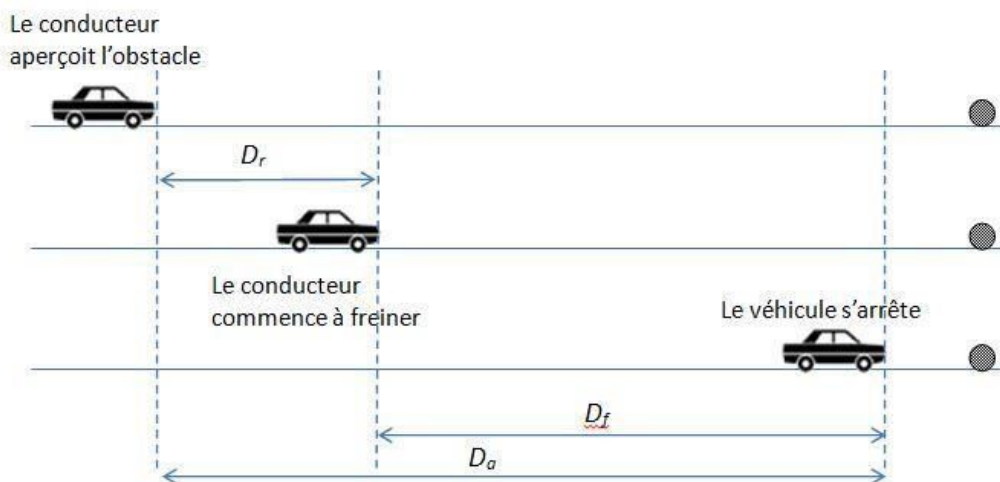 Le conducteur
aperçoit l'obstacle
Dr
Le conducteur
commence à freiner
Le véhicule s'arrête
Df
Da